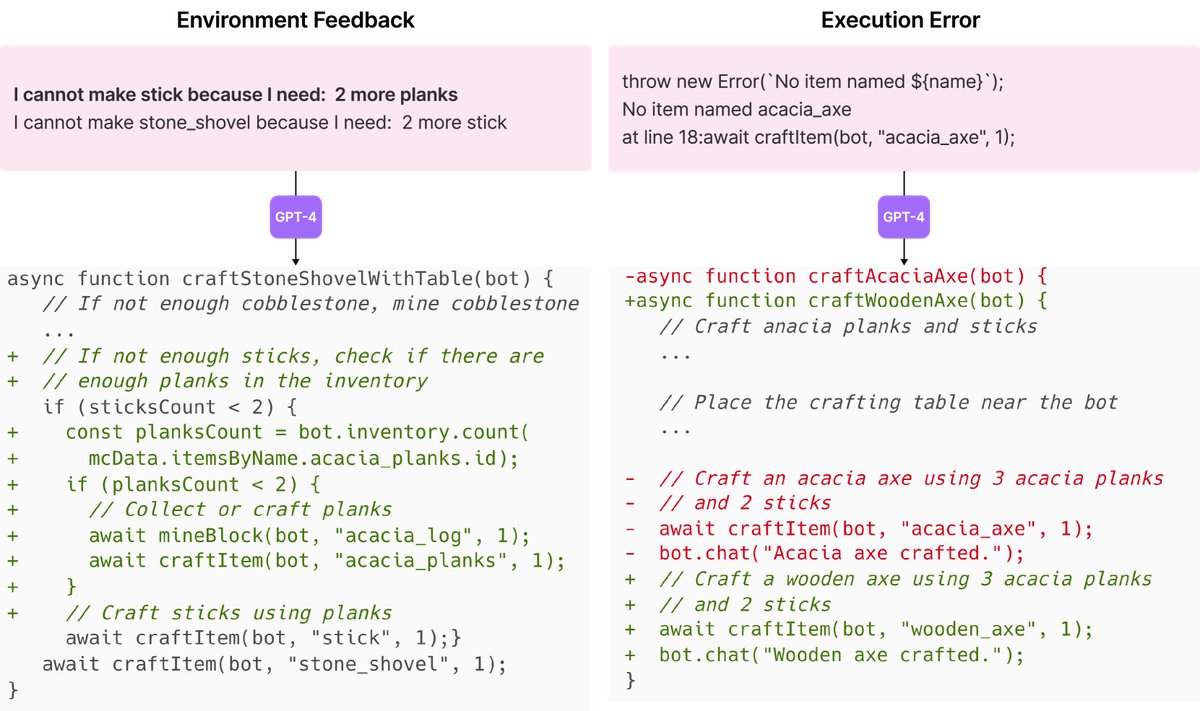 Environment Feedback
I cannot make stick because I need:  2 more planks
I cannot make stone_shovel because I need:  2 more stick
GPT-4
async function craftStoneShovelWithTable(bot) {
   // If not enough cobblestone, mine cobblestone
   ...
+  // If not enough sticks, check if there are
+  // enough planks in the inventory
   if (sticksCount < 2) {
+    const planksCount = bot.inventory.count(
+      mcData.itemsByName.acacia_planks.id);
+    if (planksCount < 2) {
+      // Collect or craft planks
+      await mineBlock(bot, "acacia_log", 1);
+      await craftItem(bot, "acacia_planks", 1);
+    }
+    // Craft sticks using planks
     await craftItem(bot, "stick", 1);}
   await craftItem(bot, "stone_shovel", 1);
}
Execution Error
throw new Error(`No item named ${name}`);
No item named acacia_axe
at line 18:await craftItem(bot, "acacia_axe", 1);
GPT-4
-async function craftAcaciaAxe(bot) {
+async function craftWoodenAxe(bot) {
   // Craft anacia planks and sticks
   ...
   // Place the crafting table near the bot
   ...
-  // Craft an acacia axe using 3 acacia planks
-  // and 2 sticks
-  await craftItem(bot, "acacia_axe", 1);
-  bot.chat("Acacia axe crafted.");
+  // Craft a wooden axe using 3 acacia planks
+  // and 2 sticks
+  await craftItem(bot, "wooden_axe", 1);
+  bot.chat("Wooden axe crafted.");
}